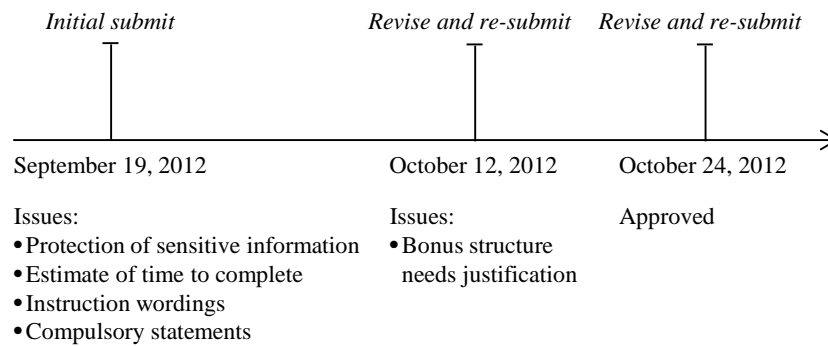 Initial submit
Revise and re-submit
Revise and re-submit
September 19, 2012
October 12, 2012
October 24, 2012
Issues:
•Protection of sensitive information
•Estimate of time to complete
•Instruction wordings
•Compulsory statements
Issues:
•Bonus structure
needs justification
Approved